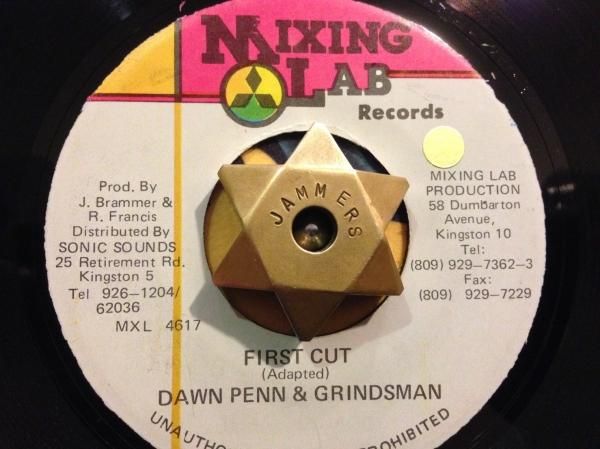 MIXING
LAB
Records
Prod. By
J. Brammer &
R. Francis
Distributed By
SONIC SOUNDS
25 Retirement Rd.
Kingston 5
Tel 926-1204/
62036
MXL 4617
JAMMERS
MIXING LAB
PRODUCTION
58 Dumbarton
Avenue,
Kingston 10
Tel:
(809) 929-7362-3
Fax:
(809) 929-7229
FIRST CUT
(Adapted)
DAWN PENN & GRINDSMAN